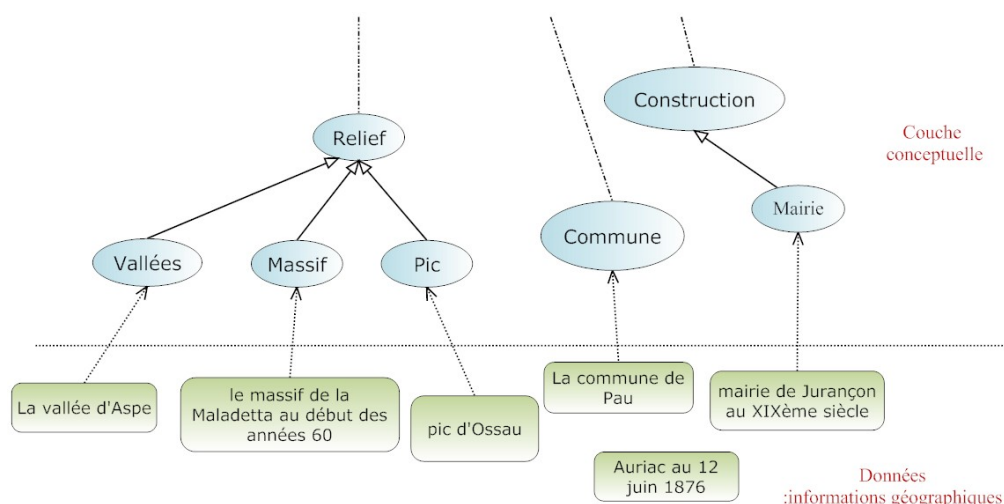 Construction
Relief
Couche
conceptuelle
Mairie
Commune
Vallées
Massif
Pic
La vallée d'Aspe
le massif de la
Maladetta au début des
années 60
pic d'Ossau
La commune de
Pau
mairie de Jurançon
au XIXème siècle
Auriac au 12
juin 1876
Données
:informations géographiques